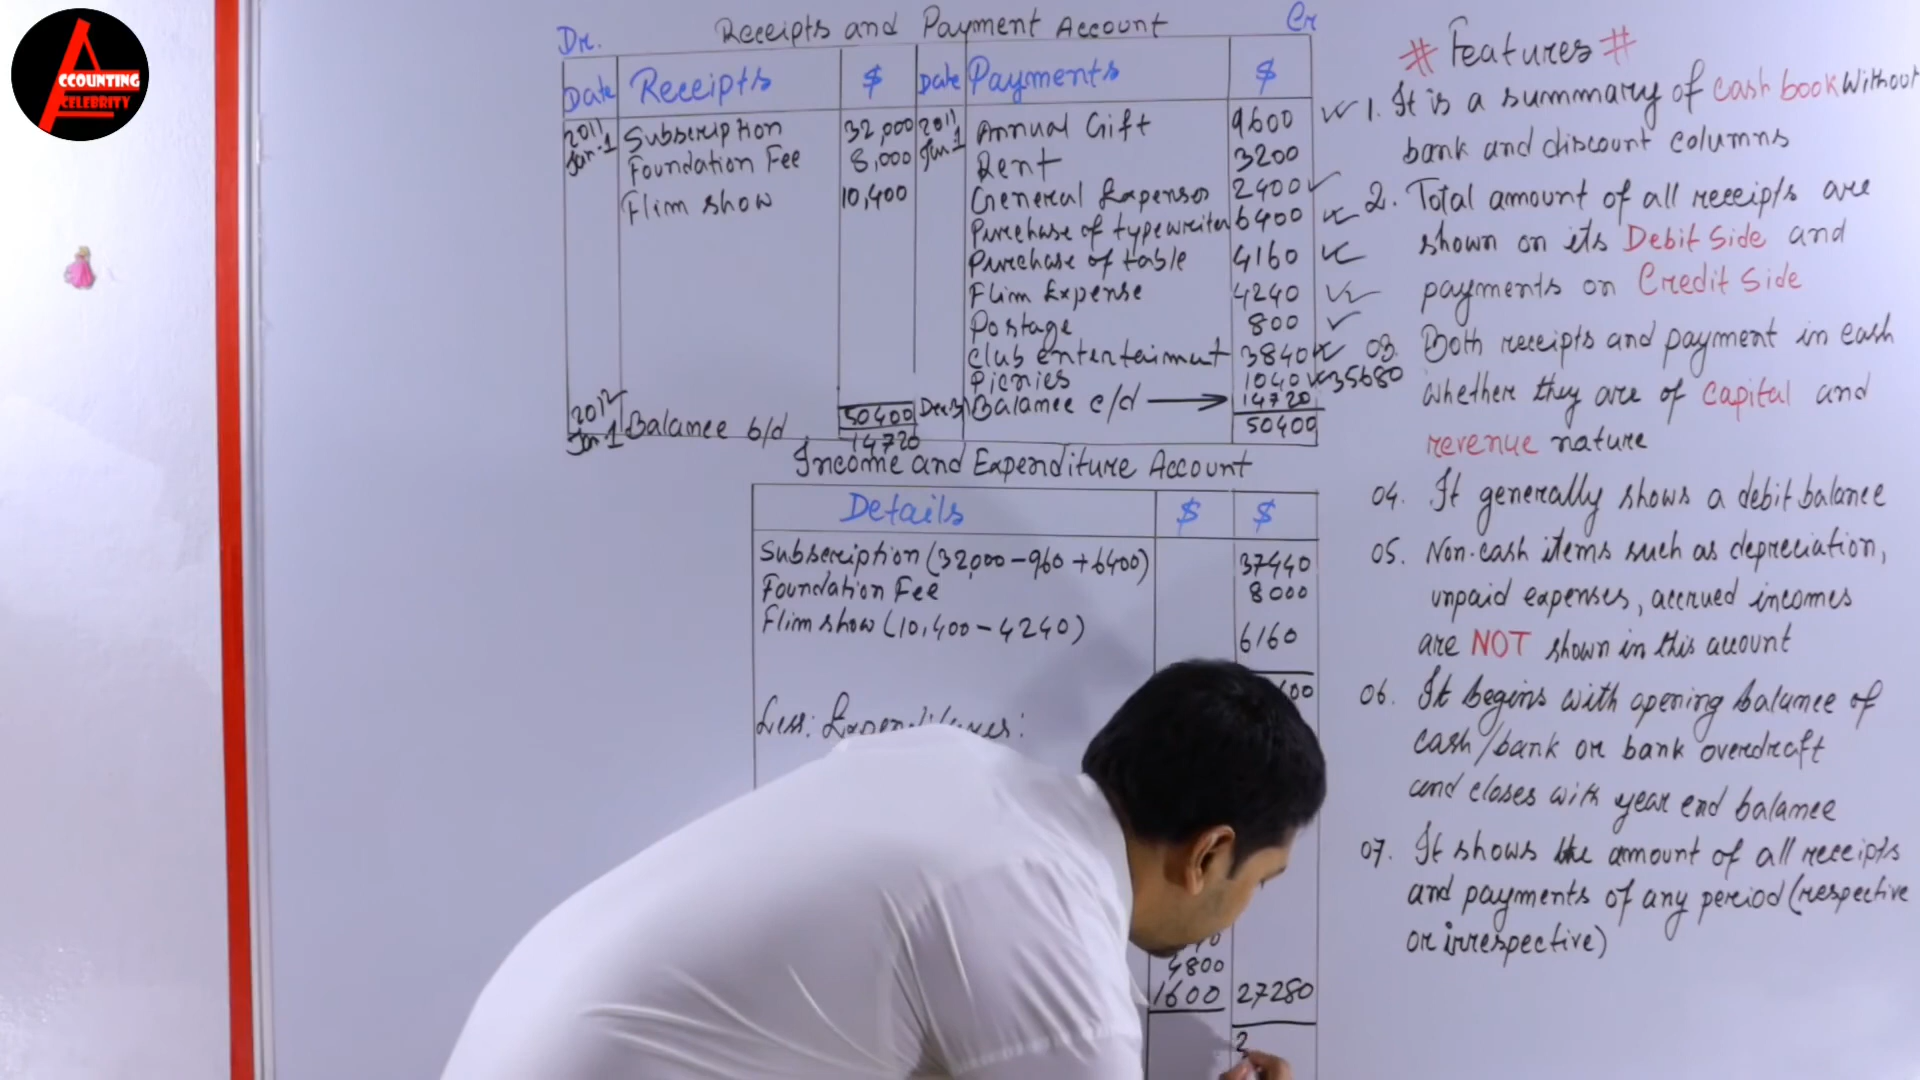 ACCOUNTING
CELEBRITY
Receipts and Payment Account
Dr.
Cr
Date Receipts $ Date Payments $
2011 Jan-1 Subscription 32,000 2011 Jan-1 Annual Gift 9600
Foundation Fee 8,000 Rent 3200
Flim show 10,400 General Expenses 2400
Purchase of typewriter 6400
Purchase of table 4160
Flim Expense 4240
Postage 800
Club entertaiment 3840
Picnics 1040 35680
50400 Dec-31 Balance c/d 14720
2012 Jan-1 Balance b/d 14720 50400
Income and Expenditure Account
Details $ $
Subscription (32,000-960+6400) 37440
Foundation Fee 8000
Flim show (10,400-4240) 6160
Less: Expenditures:
4800
1600 27280
2
# Features #
1. It is a summary of cash book without
bank and discount columns
2. Total amount of all receipts are
shown on its Debit Side and
payments on Credit Side
03. Both receipts and payment in cash
whether they are of capital and
revenue nature
04. It generally shows a debit balance
05. Non-cash items such as depreciation,
unpaid expenses, accrued incomes
are NOT shown in this account
06. It begins with opening balance of
cash/bank or bank overdraft
and closes with year end balance
07. It shows the amount of all receipts
and payments of any period (respective
or irrespective)